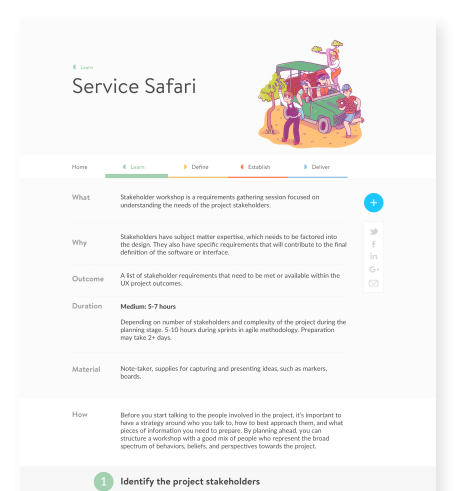 Learn
Service Safari
Home
Learn
Define
Establish
Deliver
What
Stakeholder workshop is a requirements gathering session focused on
understanding the needs of the project stakeholders.
Why
Stakeholders have subject matter expertise, which needs to be factored into
the design. They also have specific requirements that will contribute to the final
definition of the software or interface.
Outcome
A list of stakeholder requirements that need to be met or available within the
UX project outcomes.
Duration
Medium: 5-7 hours
Depending on number of stakeholders and complexity of the project during the
planning stage. 5-10 hours during sprints in agile methodology. Preparation
may take 2+ days.
Material
Note-taker, supplies for capturing and presenting ideas, such as markers,
boards.
How
Before you start talking to the people involved in the project, it's important to
have a strategy around who you talk to, how to best approach them, and what
pieces of information you need to prepare. By planning ahead, you can
structure a workshop with a good mix of people who represent the broad
spectrum of behaviors, beliefs, and perspectives towards the project.
1 Identify the project stakeholders